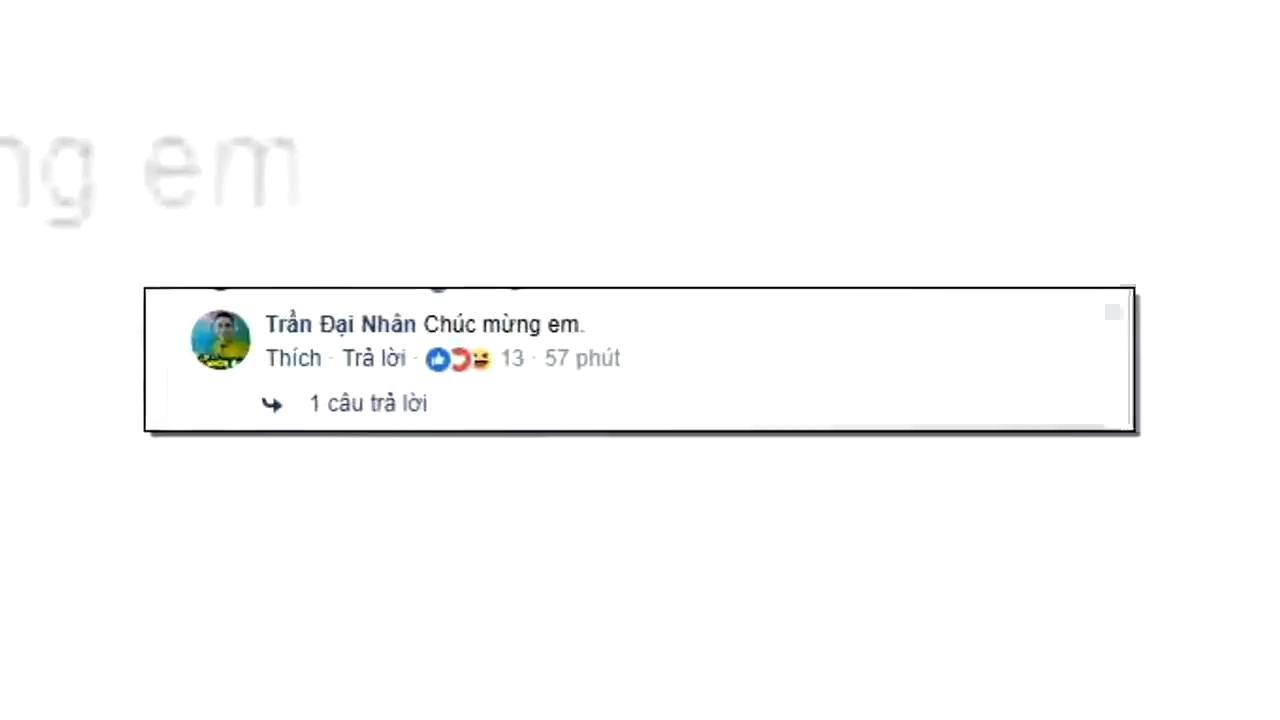 ng em
Trần Đại Nhân Chúc mừng em.
Thích · Trả lời · 13 · 57 phút
1 câu trả lời